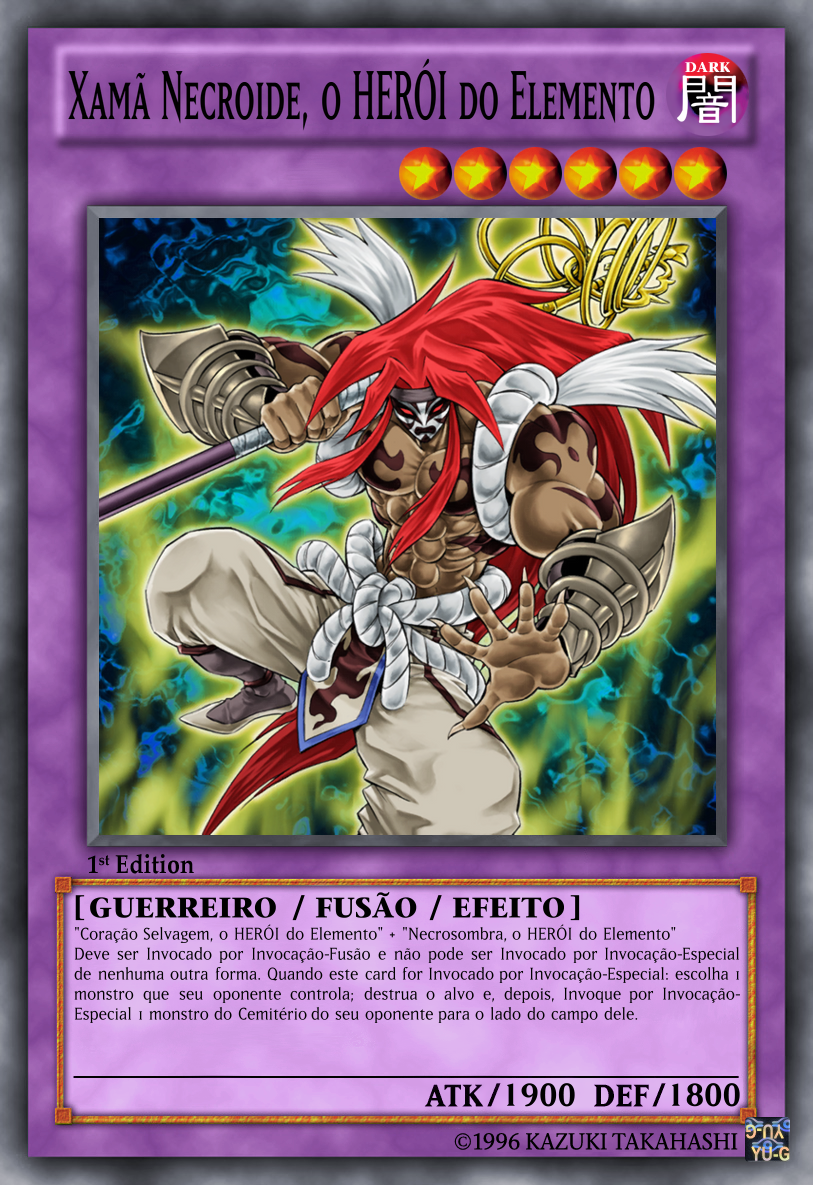 Xamã Necroide, o HERÓI do Elemento
DARK
闇
1st Edition
[GUERREIRO / FUSÃO / EFEITO]
"Coração Selvagem, o HERÓI do Elemento" + "Necrosombra, o HERÓI do Elemento"
Deve ser Invocado por Invocação-Fusão e não pode ser Invocado por Invocação-Especial
de nenhuma outra forma. Quando este card for Invocado por Invocação-Especial: escolha 1
monstro que seu oponente controla; destrua o alvo e, depois, Invoque por Invocação-
Especial 1 monstro do Cemitério do seu oponente para o lado do campo dele.
ATK/1900 DEF/1800
©1996 KAZUKI TAKAHASHI
YU-G
YU-G